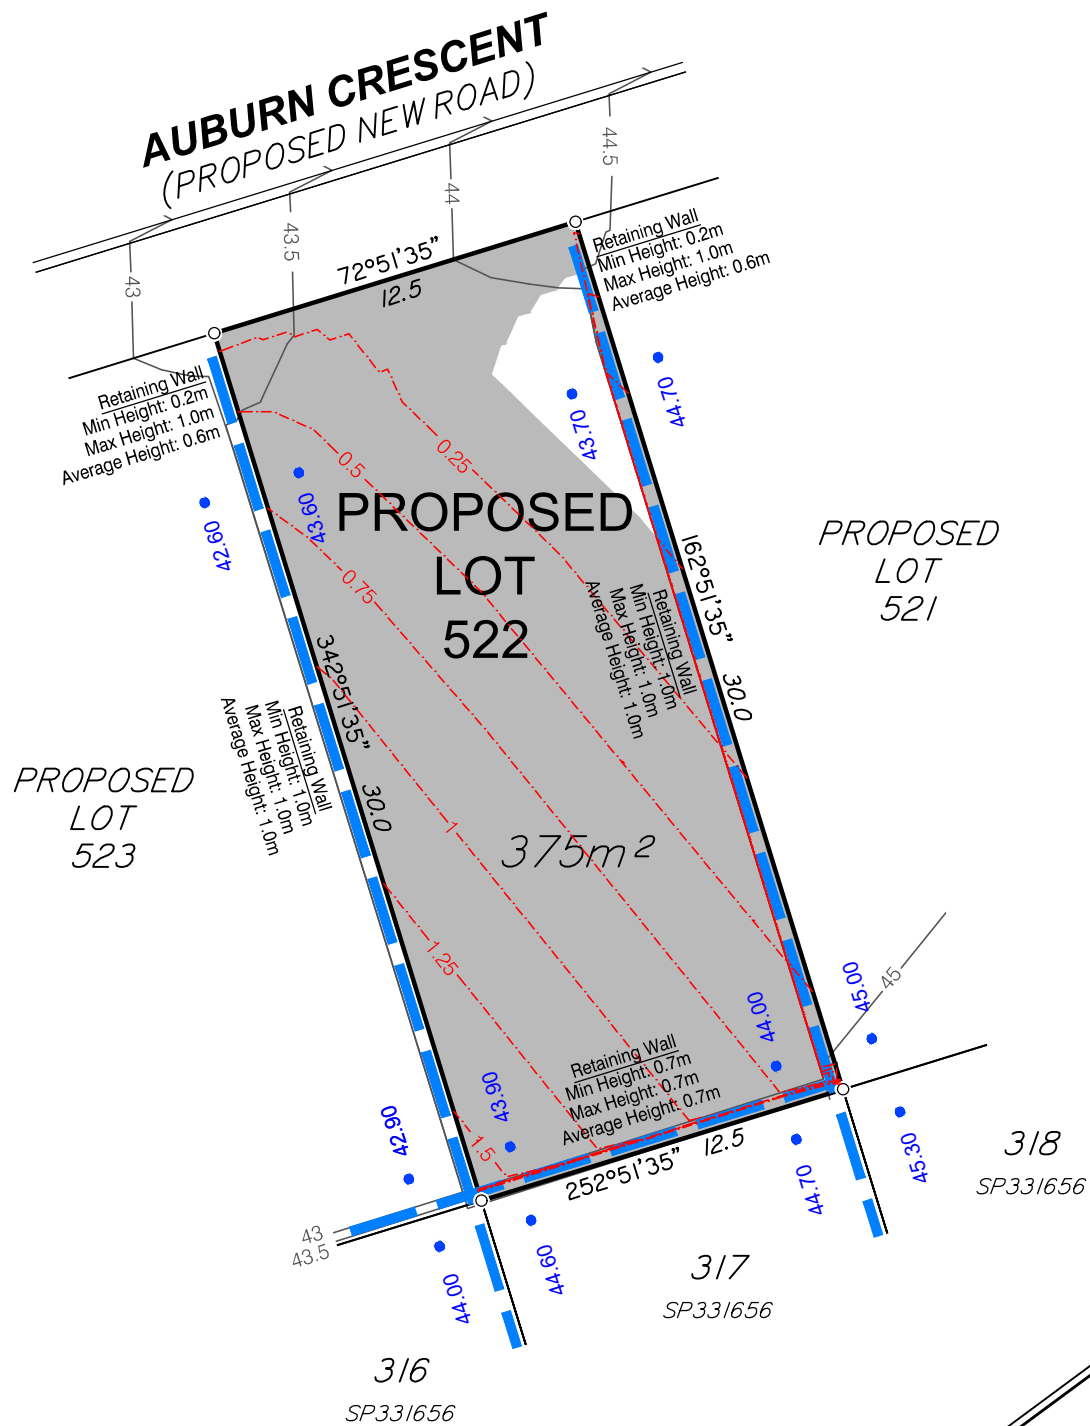 AUBURN CRESCENT
(PROPOSED NEW ROAD)
44.5
44
43.5
43
72°51'35"
12.5
Retaining Wall
Min Height: 0.2m
Max Height: 1.0m
Average Height: 0.6m
Retaining Wall
Min Height: 0.2m
Max Height: 1.0m
Average Height: 0.6m
44.70
43.70
43.60
42.60
0.25
0.5
0.75
PROPOSED
LOT
522
PROPOSED
LOT
521
162°51'35"
30.0
Retaining Wall
Min Height: 1.0m
Max Height: 1.0m
Average Height: 1.0m
342°51'35"
30.0
Retaining Wall
Min Height: 1.0m
Max Height: 1.0m
Average Height: 1.0m
PROPOSED
LOT
523
1
375m²
1.25
45
45.00
44.00
Retaining Wall
Min Height: 0.7m
Max Height: 0.7m
Average Height: 0.7m
43.90
42.90
1.5
252°51'35"
12.5
44.70
45.30
318
SP331656
43
43.5
44.00
44.60
317
SP331656
316
SP331656